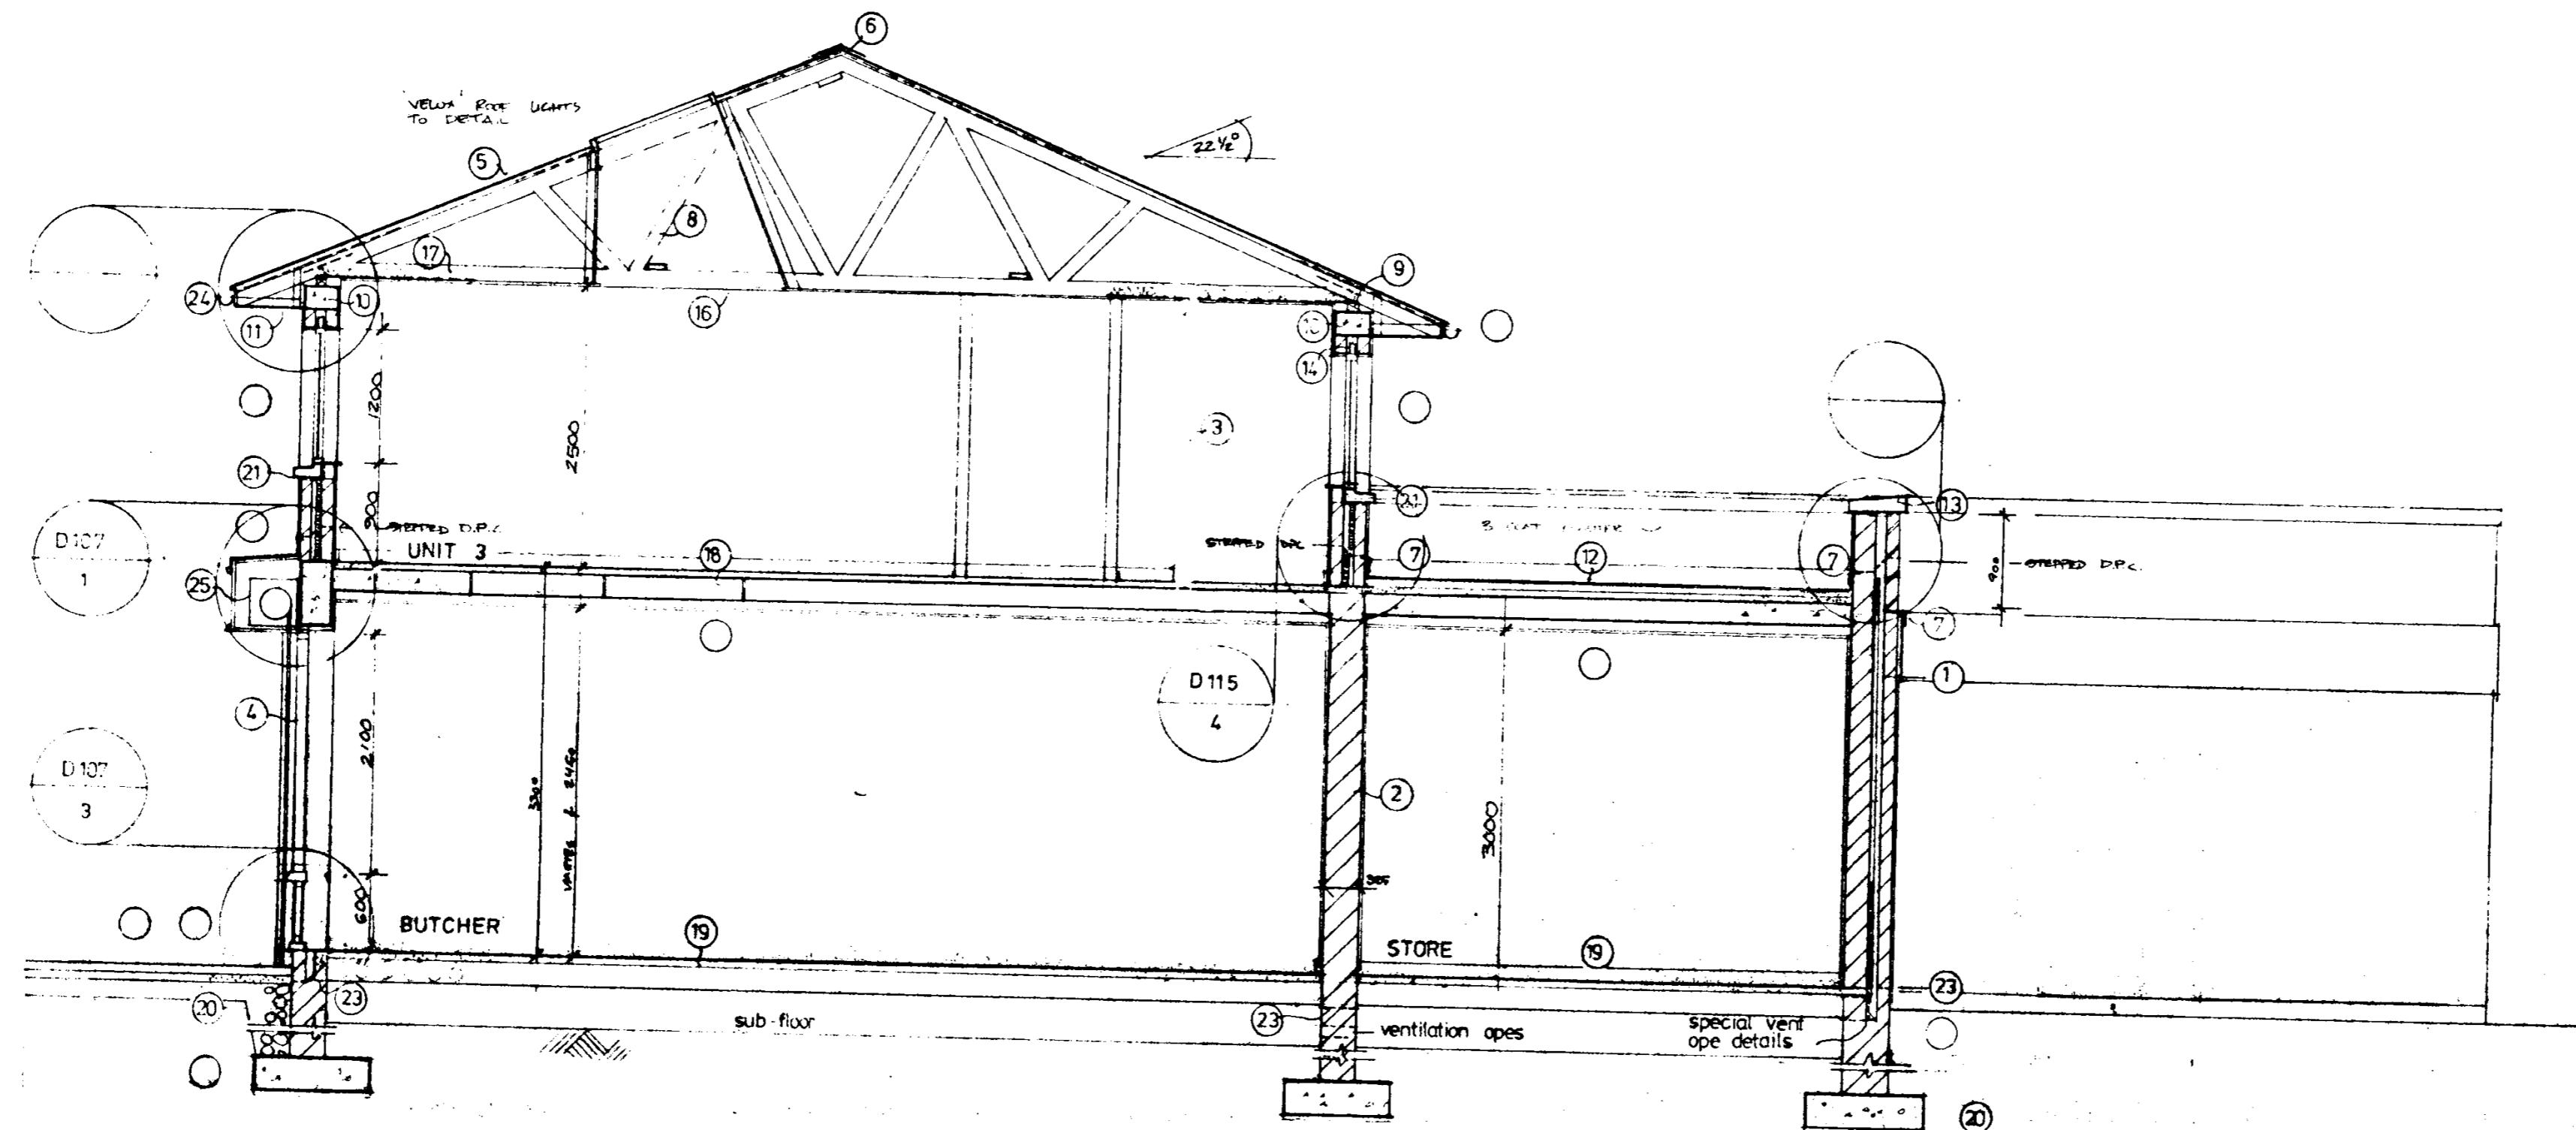 6
'VELUX' ROOF LIGHTS
TO DETAIL
22½°
5
8
17
9
24
10
11
16
10
14
1200
3
2500
21
21
13
900
STEPPED D.P.C.
UNIT 3
18
STEPPED DPC
7
12
7
900
STEPPED D.P.C.
D107
1
25
7
1
D115
4
4
2100
D107
3
2
3000
600
BUTCHER
19
STORE
19
20
23
sub-floor
23
ventilation opes
special vent
ope details
23
20